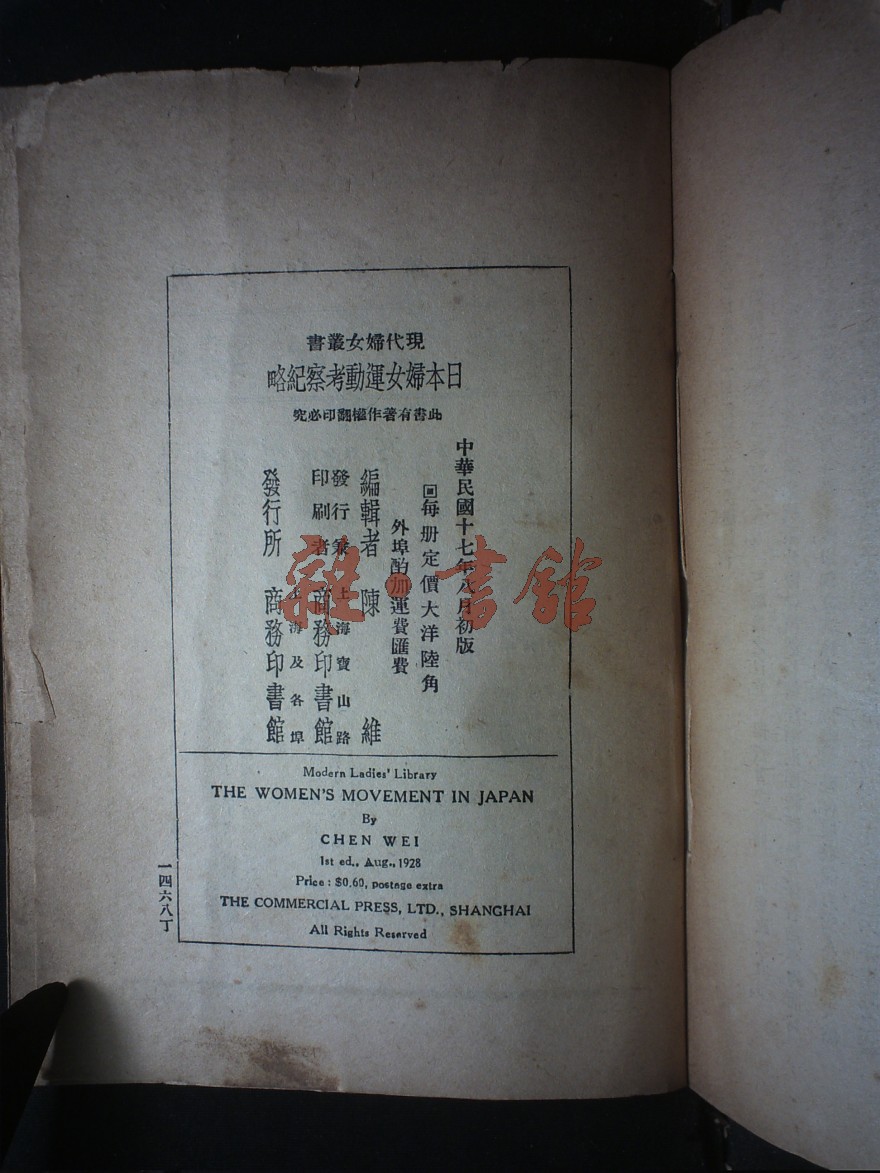 現代婦女叢書
日本婦女運動考察紀略
此書有著作權翻印必究
中華民國十七年八月初版
回每册定價大洋陸角
外埠酌加運費匯費
編輯者 陳維
發行兼印刷者 上海寶山路 商務印書館
發行所 上海及各埠 商務印書館
雜·書館
Modern Ladies' Library
THE WOMEN'S MOVEMENT IN JAPAN
By
CHEN WEI
1st ed., Aug., 1928
Price : $0.60, postage extra
THE COMMERCIAL PRESS, LTD., SHANGHAI
All Rights Reserved
一四六八丁